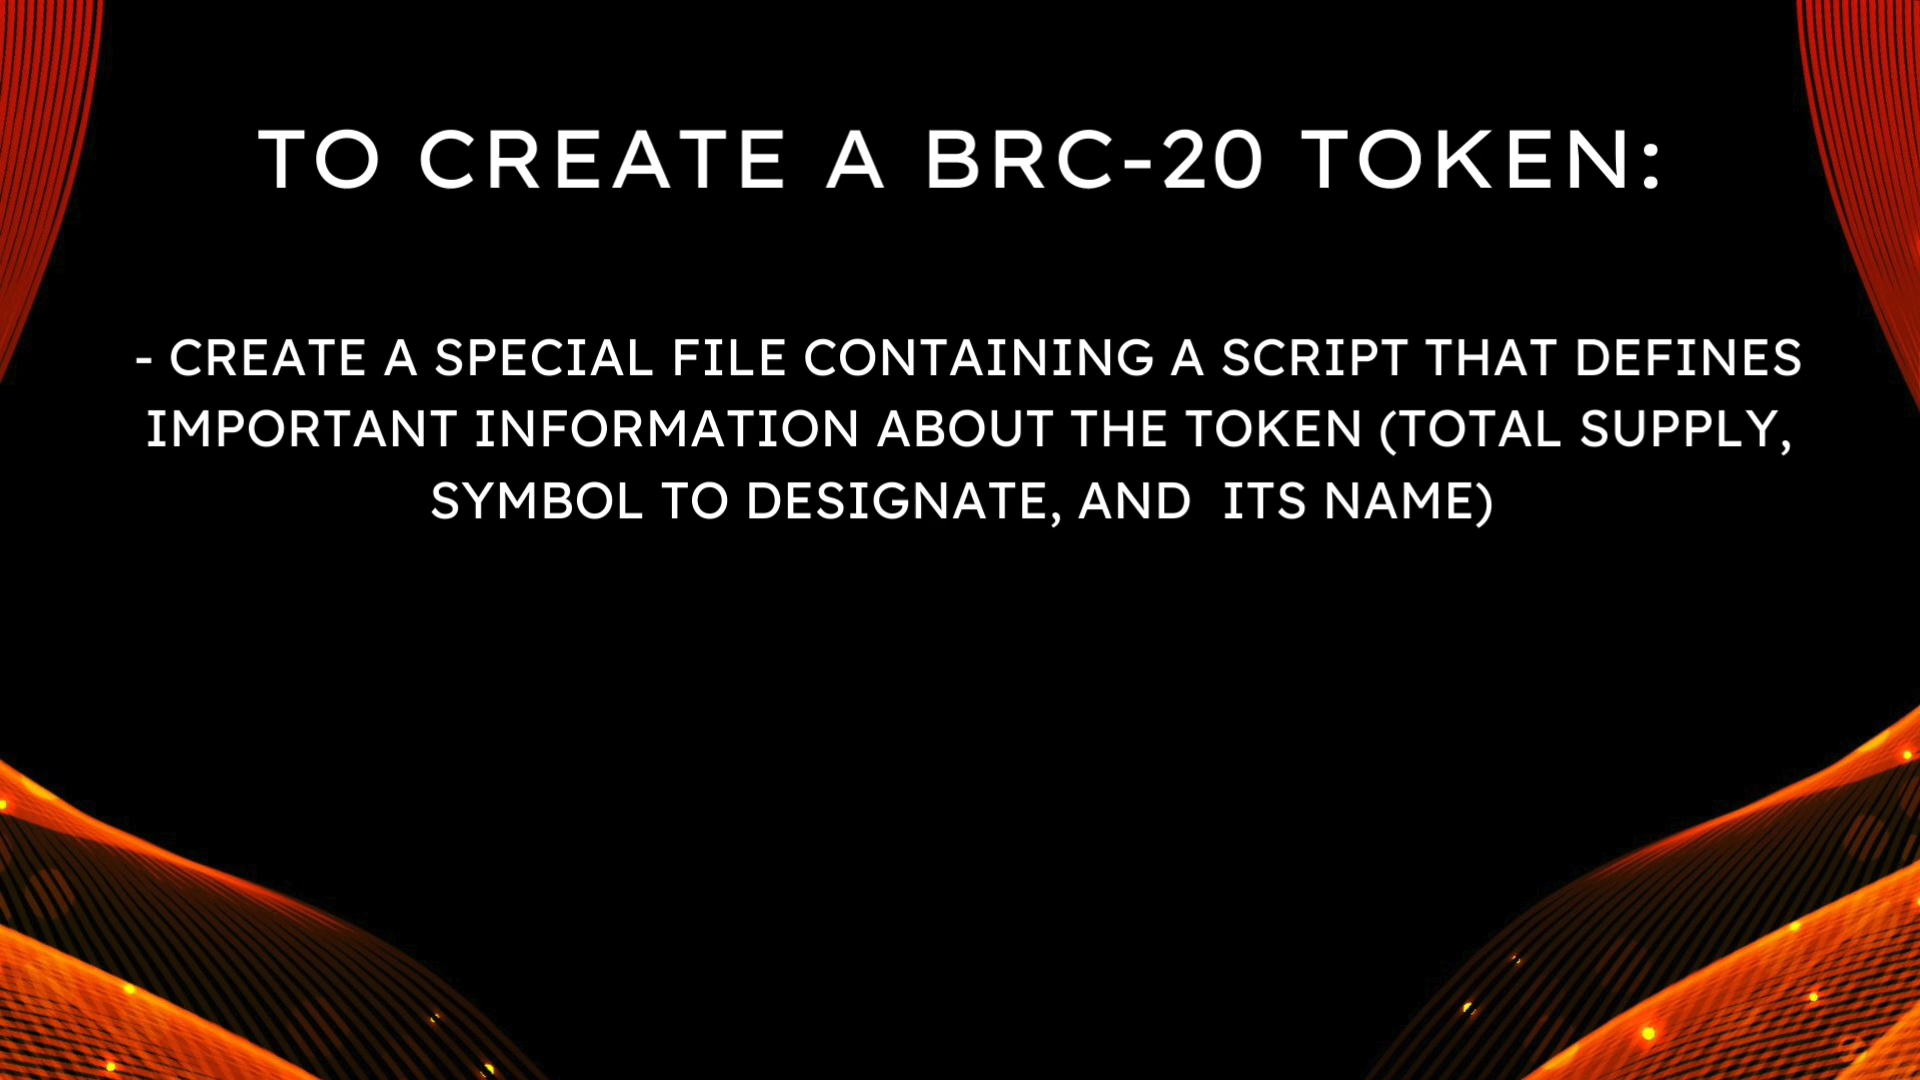 TO CREATE A BRC-20 TOKEN:
- CREATE A SPECIAL FILE CONTAINING A SCRIPT THAT DEFINES
IMPORTANT INFORMATION ABOUT THE TOKEN (TOTAL SUPPLY,
SYMBOL TO DESIGNATE, AND  ITS NAME)